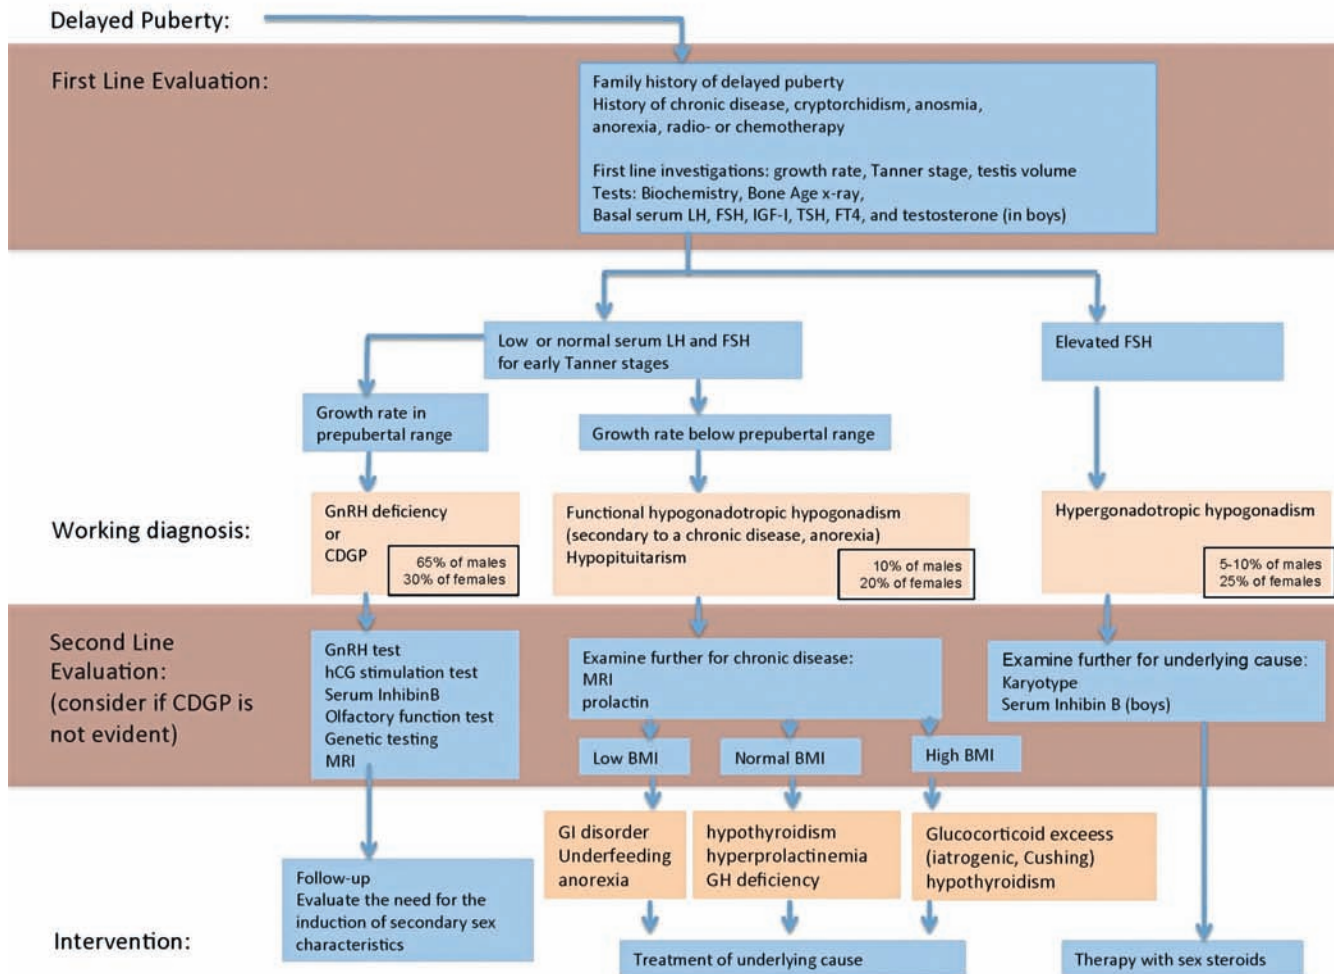 Delayed Puberty:
First Line Evaluation:
Family history of delayed puberty
History of chronic disease, cryptorchidism, anosmia,
anorexia, radio- or chemotherapy
First line investigations: growth rate, Tanner stage, testis volume
Tests: Biochemistry, Bone Age x-ray,
Basal serum LH, FSH, IGF-I, TSH, FT4, and testosterone (in boys)
Low or normal serum LH and FSH
for early Tanner stages
Elevated FSH
Growth rate in
prepubertal range
Growth rate below prepubertal range
Working diagnosis:
GnRH deficiency
or
CDGP
65% of males
30% of females
Functional hypogonadotropic hypogonadism
(secondary to a chronic disease, anorexia)
Hypopituitarism
10% of males
20% of females
Hypergonadotropic hypogonadism
5-10% of males
25% of females
Second Line
Evaluation:
(consider if CDGP is
not evident)
GnRH test
hCG stimulation test
Serum InhibinB
Olfactory function test
Genetic testing
MRI
Examine further for chronic disease:
MRI
prolactin
Examine further for underlying cause:
Karyotype
Serum Inhibin B (boys)
Low BMI
Normal BMI
High BMI
GI disorder
Underfeeding
anorexia
hypothyroidism
hyperprolactinemia
GH deficiency
Glucocorticoid exceess
(iatrogenic, Cushing)
hypothyroidism
Intervention:
Follow-up
Evaluate the need for the
induction of secondary sex
characteristics
Treatment of underlying cause
Therapy with sex steroids